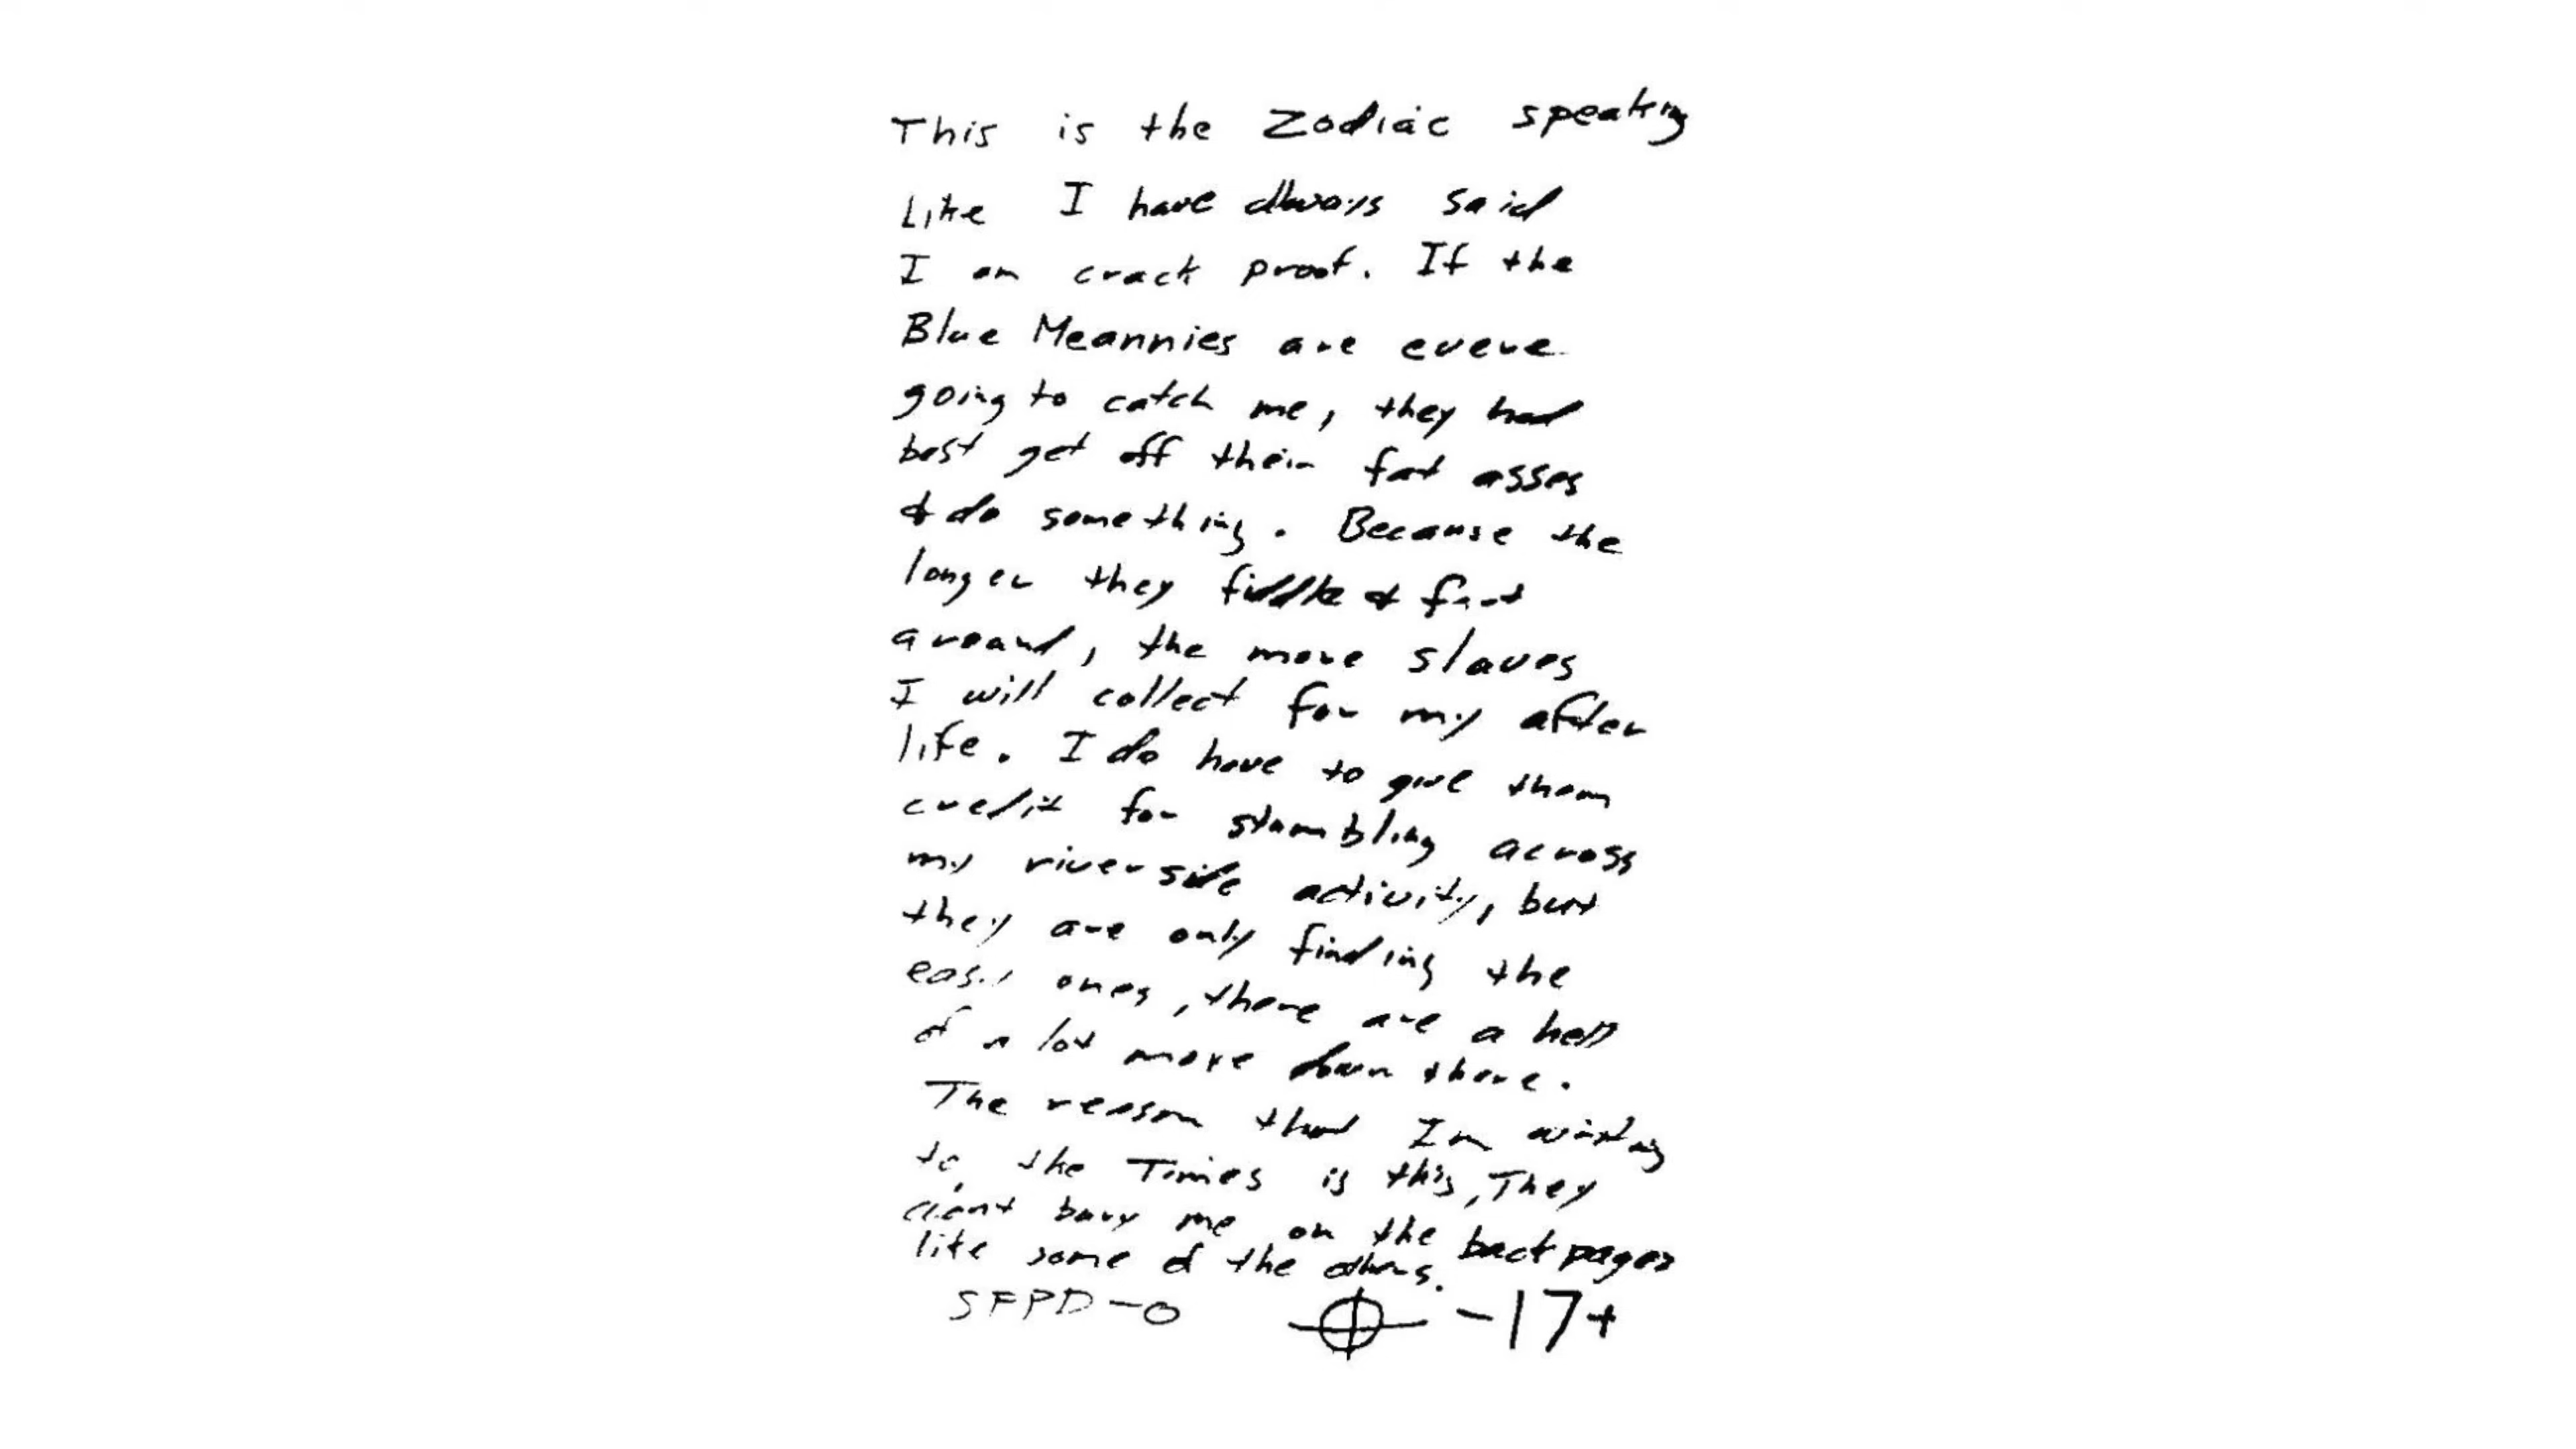 This is the Zodiac speaking
Like I have always said
I am crack proof. If the
Blue Meannies are evere
going to catch me, they had
best get off their fat asses
& do something. Because the
longer they fiddle & fart
around, the more slaves
I will collect for my after
life. I do have to give them
credit for stumbling across
my riverside activity, but
they are only finding the
easy ones, there are a hell
of a lot more down there.
The reason that Im writing
to the Times is this, They
don't bury me on the back pages
like some of the others.
SFPD-0 -17+